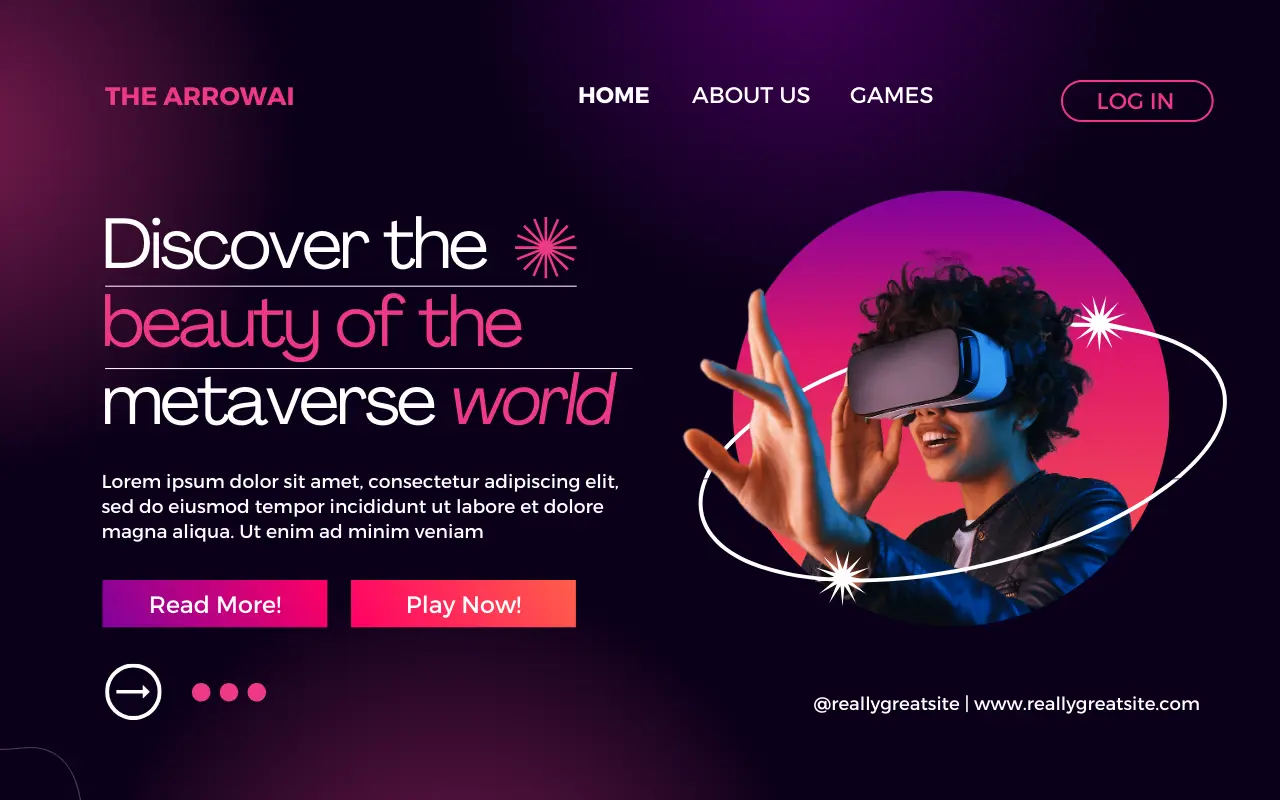 THE ARROWAI
HOME ABOUT US GAMES
LOG IN
Discover the
beauty of the
metaverse world
Lorem ipsum dolor sit amet, consectetur adipiscing elit,
sed do eiusmod tempor incididunt ut labore et dolore
magna aliqua. Ut enim ad minim veniam
Read More!
Play Now!
@reallygreatsite | www.reallygreatsite.com